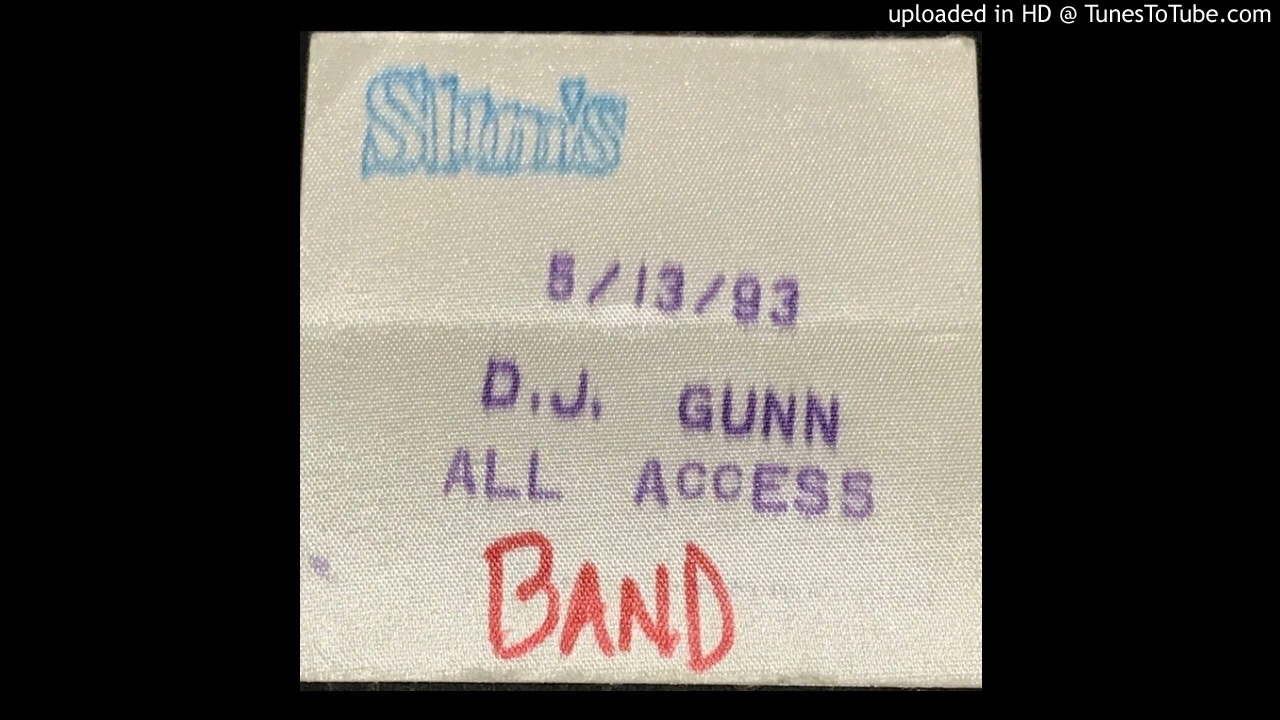 uploaded in HD @ TunesToTube.com
Slim's
5/13/93
D.J. GUNN
ALL ACCESS
BAND